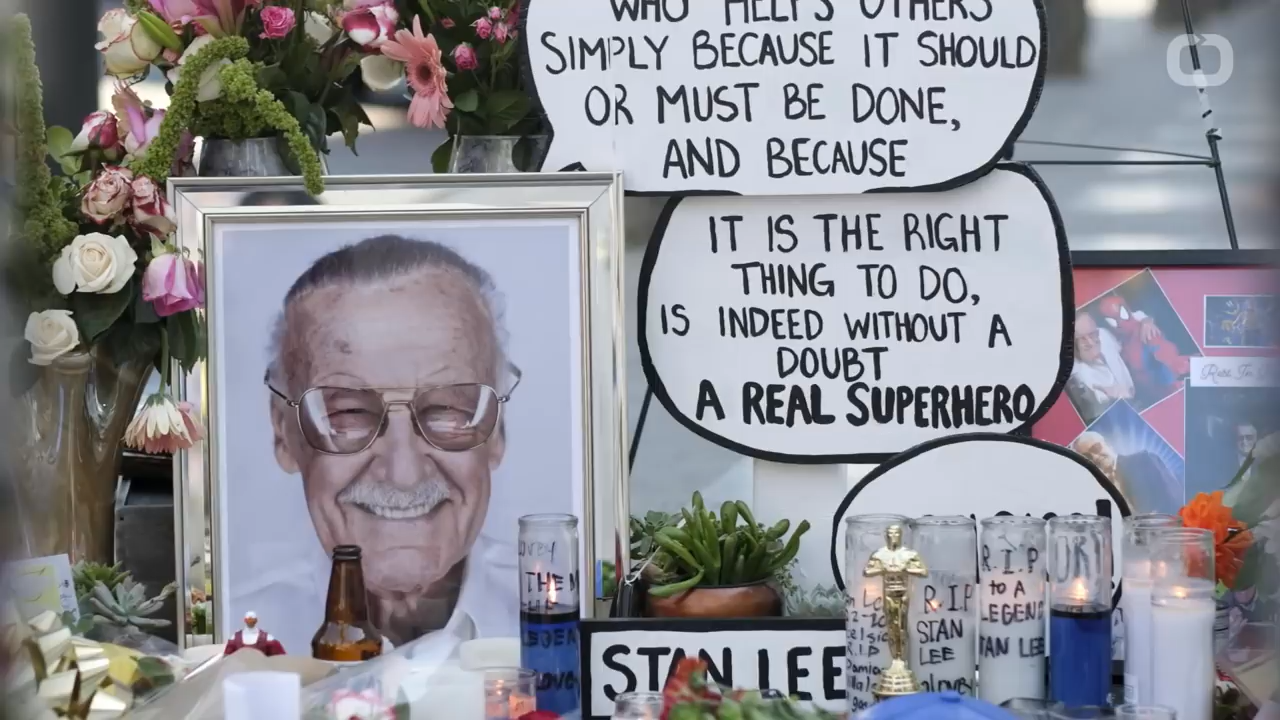 WHO HELPS OTHERS
SIMPLY BECAUSE IT SHOULD
OR MUST BE DONE,
AND BECAUSE
IT IS THE RIGHT
THING TO DO,
IS INDEED WITHOUT A
DOUBT
A REAL SUPERHERO
STAN LEE
THE
R.I.P
STAN
LEE
R.I.P
to A
LEGEND
STAN LEE
R.I.P